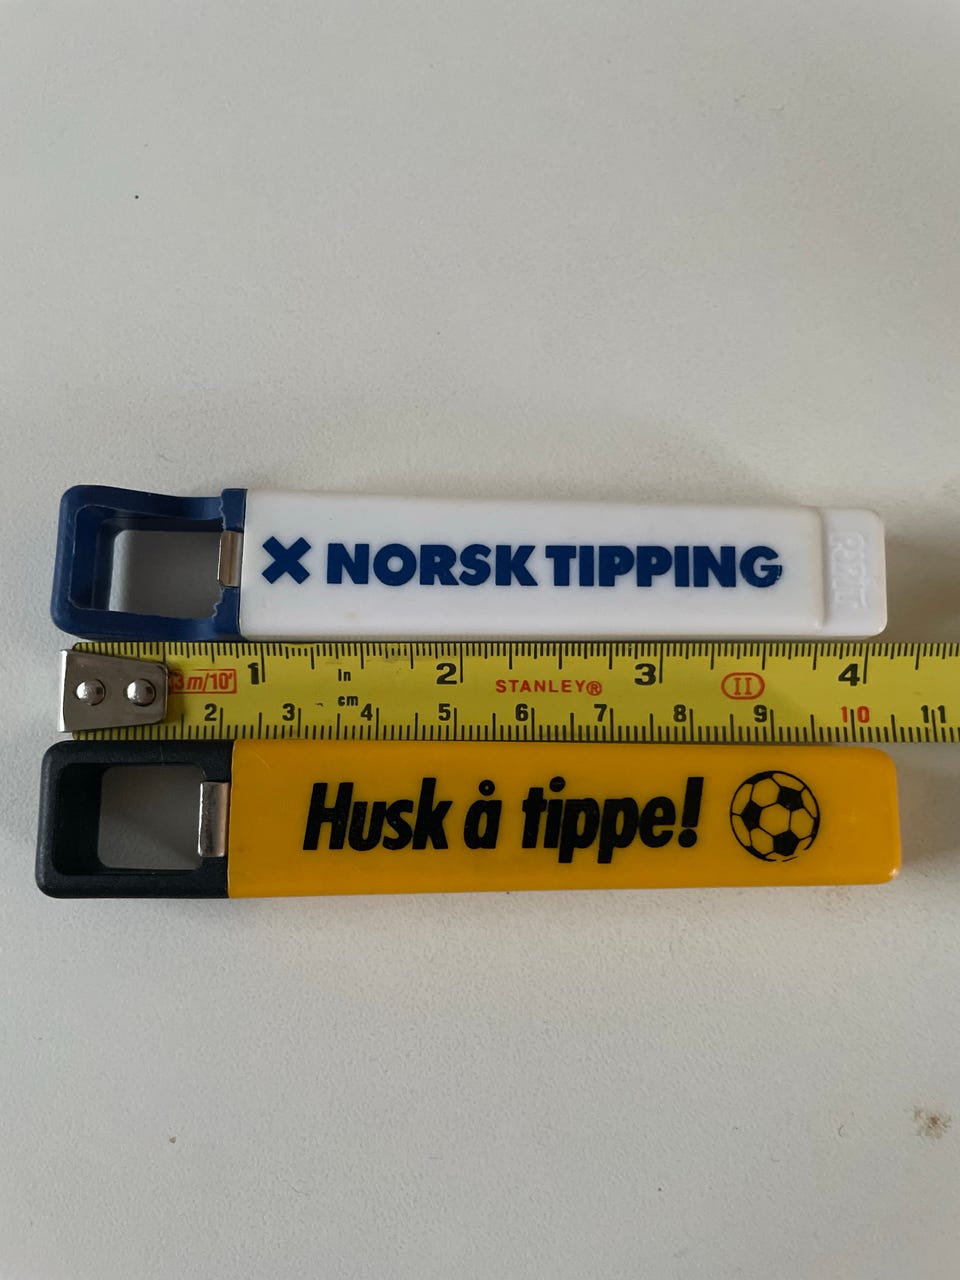 × NORSK TIPPING
3m/10' 1 in 2 3 II 4
STANLEY®
cm
2 3 4 5 6 7 8 9 10 11
Husk å tippe!